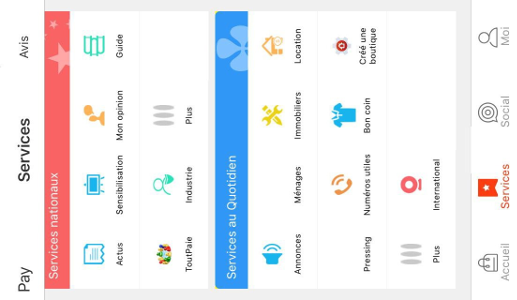 Pay Services Avis
Services nationaux
Actus Sensibilisation Mon opinion Guide
ToutPaie Industrie Plus
Services au Quotidien
Annonces Ménages Immobiliers Location
Pressing Numéros utiles Bon coin Créé une
boutique
Plus International
Accueil Services Social Moi